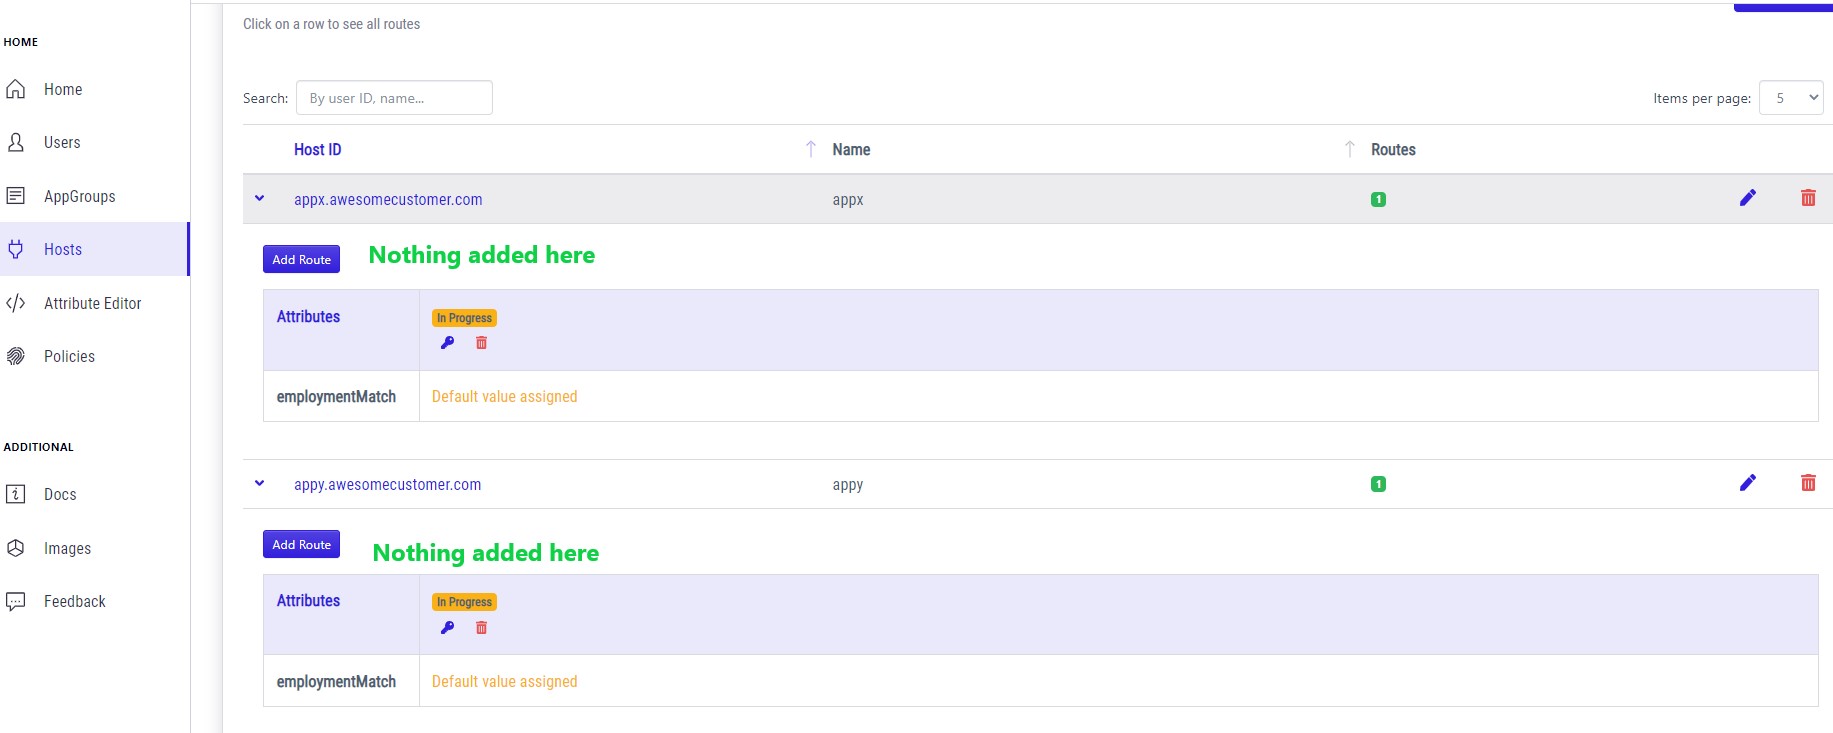 Click on a row to see all routes
HOME
Home
Users
AppGroups
Hosts
Attribute Editor
Policies
ADDITIONAL
Docs
Images
Feedback
Search: By user ID, name...
Items per page: 5
Host ID Name Routes
appx.awesomecustomer.com appx 1
Add Route Nothing added here
Attributes In Progress
employmentMatch Default value assigned
appy.awesomecustomer.com appy 1
Add Route Nothing added here
Attributes In Progress
employmentMatch Default value assigned